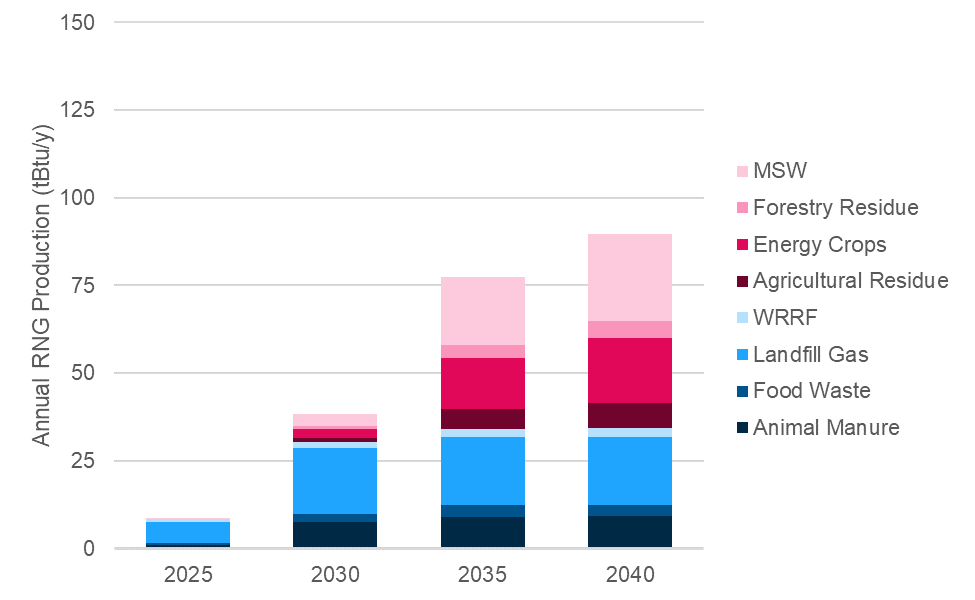 150
125
100
75
50
25
0
Annual RNG Production (tBtu/y)
2025
2030
2035
2040
MSW
Forestry Residue
Energy Crops
Agricultural Residue
WRRF
Landfill Gas
Food Waste
Animal Manure